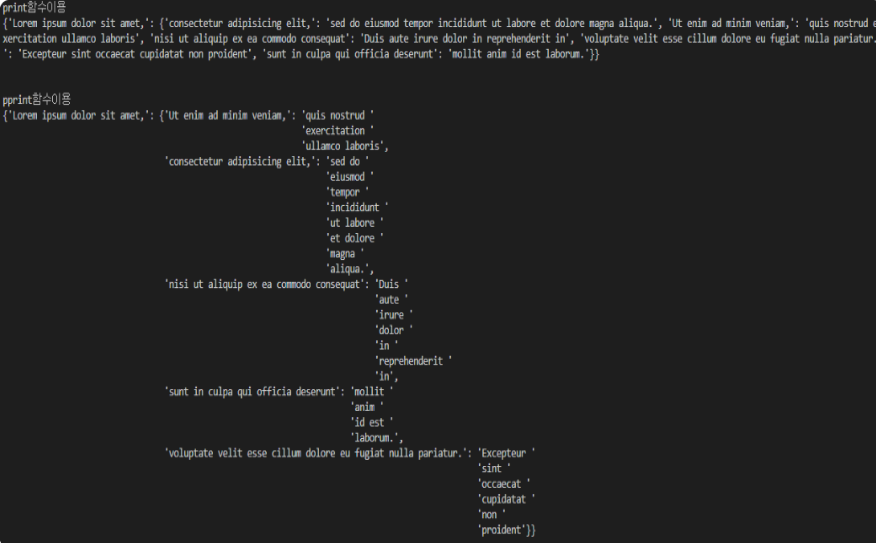 print함수이용
{'Lorem ipsum dolor sit amet,': {'consectetur adipisicing elit,': 'sed do eiusmod tempor incididunt ut labore et dolore magna aliqua.', 'Ut enim ad minim veniam,': 'quis nostrud e
xercitation ullamco laboris', 'nisi ut aliquip ex ea commodo consequat': 'Duis aute irure dolor in reprehenderit in', 'voluptate velit esse cillum dolore eu fugiat nulla pariatur.
': 'Excepteur sint occaecat cupidatat non proident', 'sunt in culpa qui officia deserunt': 'mollit anim id est laborum.'}}
pprint함수이용
{'Lorem ipsum dolor sit amet,': {'Ut enim ad minim veniam,': 'quis nostrud '
'exercitation '
'ullamco laboris',
'consectetur adipisicing elit,': 'sed do '
'eiusmod '
'tempor '
'incididunt '
'ut labore '
'et dolore '
'magna '
'aliqua.',
'nisi ut aliquip ex ea commodo consequat': 'Duis '
'aute '
'irure '
'dolor '
'in '
'reprehenderit '
'in',
'sunt in culpa qui officia deserunt': 'mollit '
'anim '
'id est '
'laborum.',
'voluptate velit esse cillum dolore eu fugiat nulla pariatur.': 'Excepteur '
'sint '
'occaecat '
'cupidatat '
'non '
'proident'}}